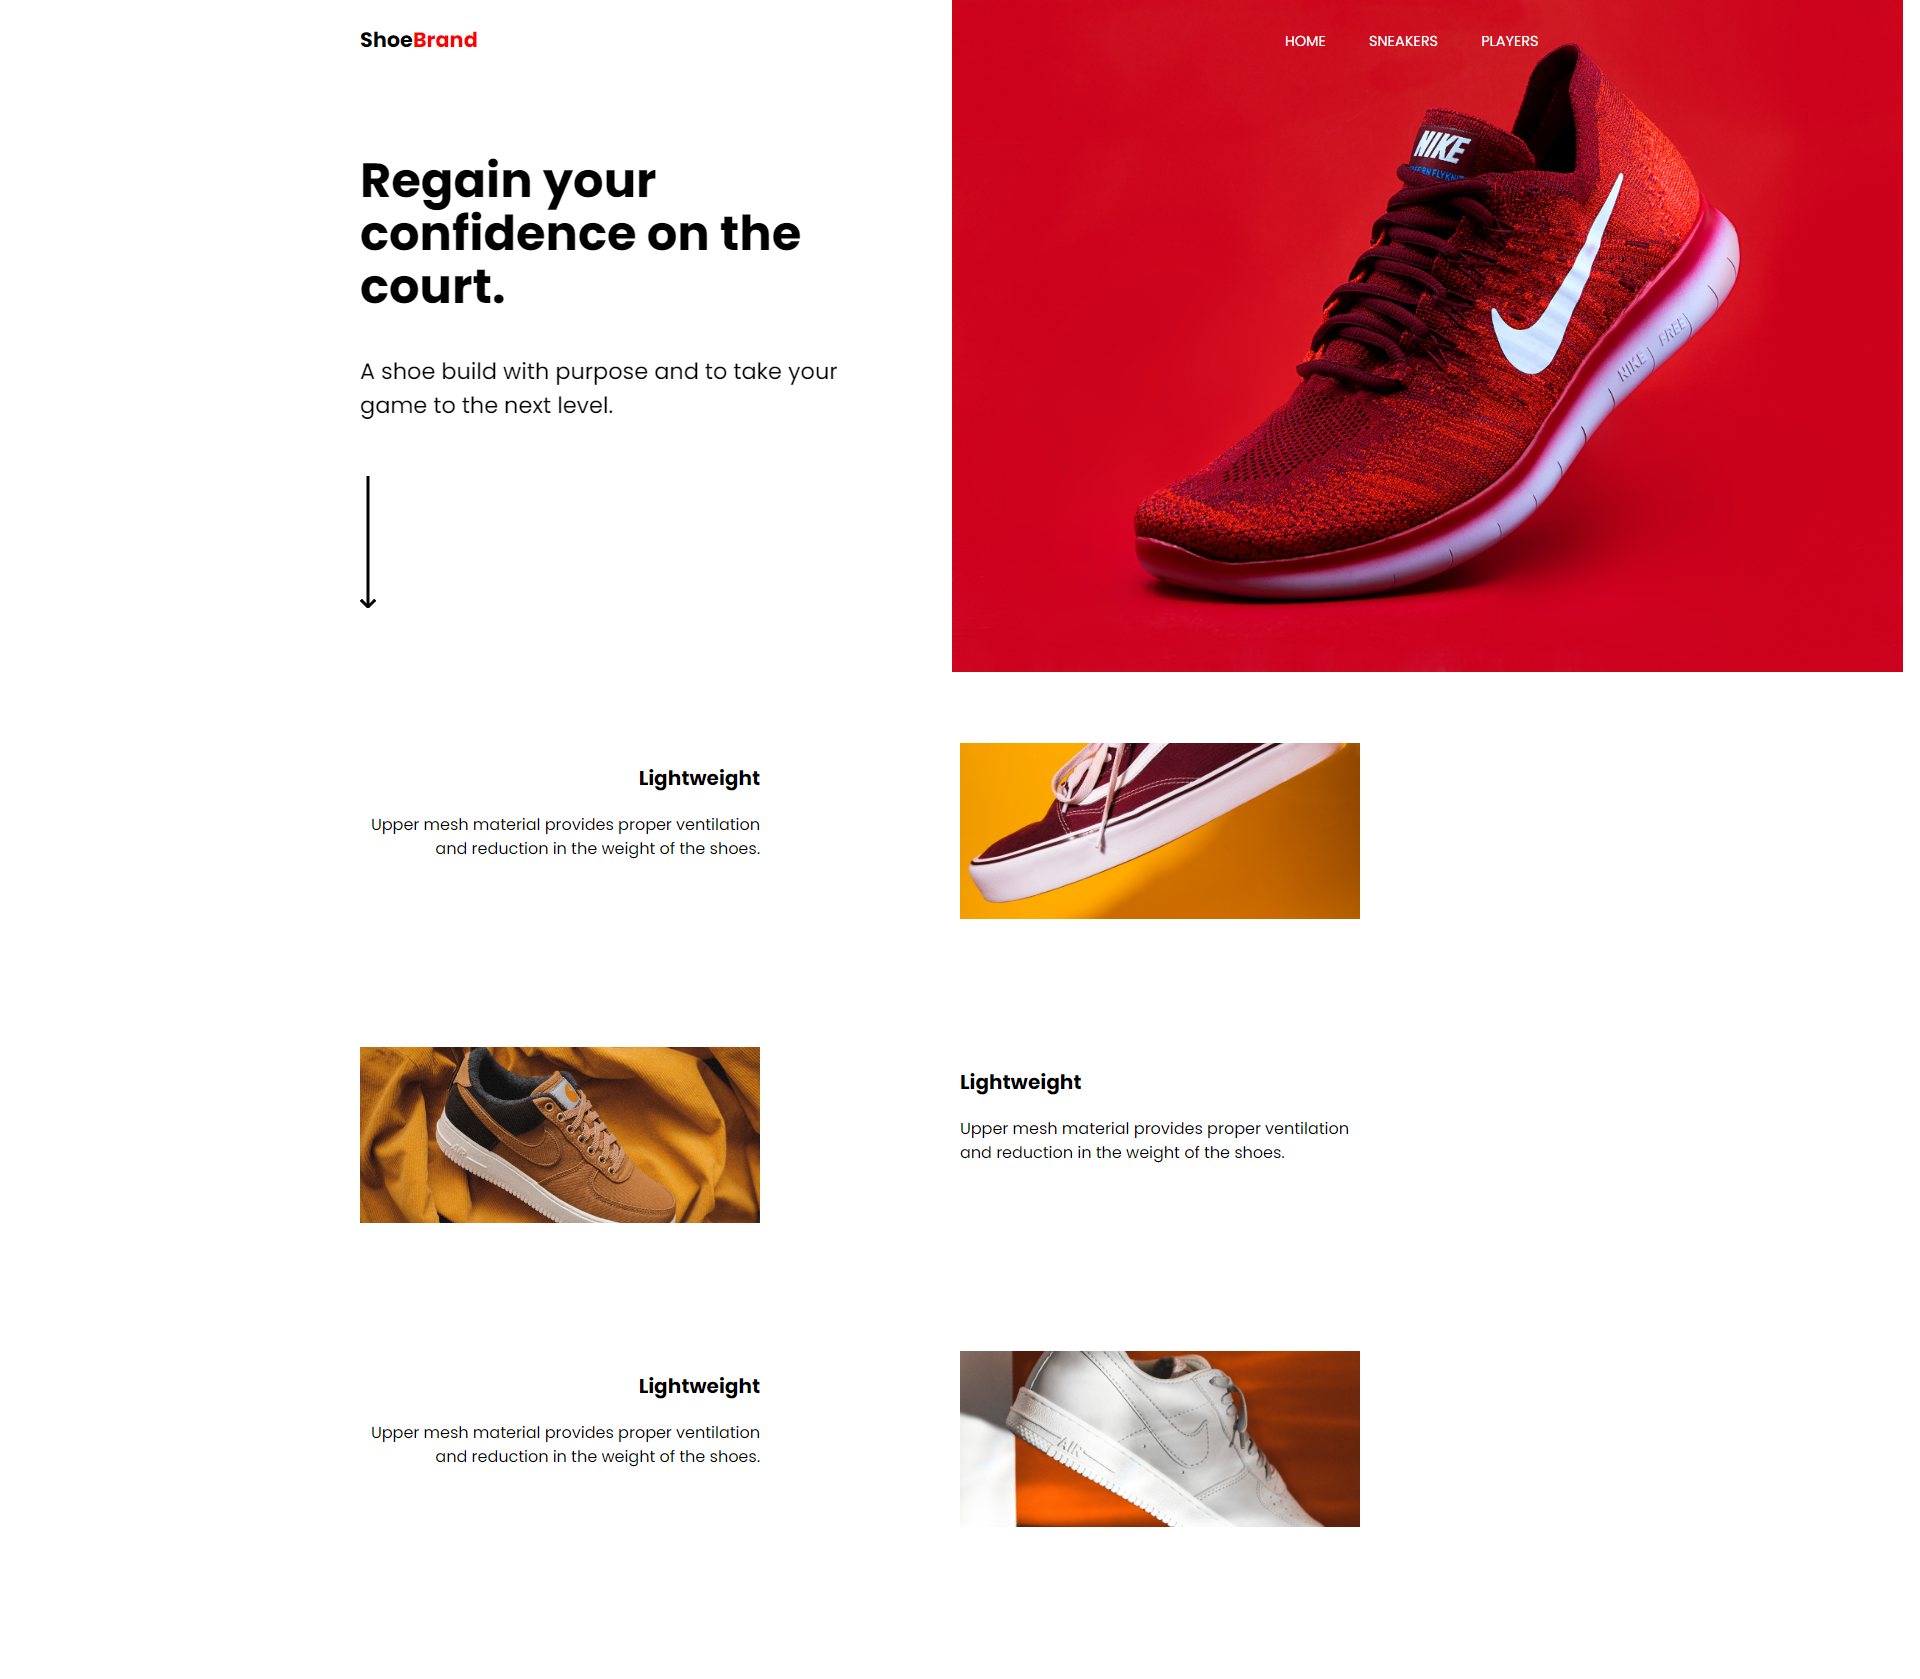 ShoeBrand
HOME SNEAKERS PLAYERS
Regain your
confidence on the
court.
A shoe build with purpose and to take your
game to the next level.
NIKE
NIKE FREE
Lightweight
Upper mesh material provides proper ventilation
and reduction in the weight of the shoes.
Lightweight
Upper mesh material provides proper ventilation
and reduction in the weight of the shoes.
Lightweight
Upper mesh material provides proper ventilation
and reduction in the weight of the shoes.
AIR